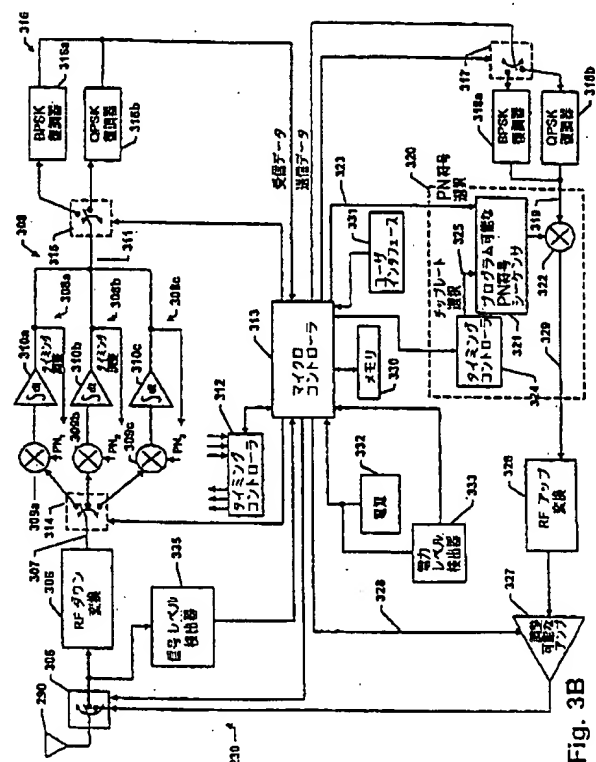 290
230
305
306
RF ダウン
変換
307
314
335
信号レベル
検出器
309a
309b
309c
PN₁
PN₂
PN₃
310a
310b
310c
∫dt
∫dt
∫dt
タイミング調整
タイミング調整
308
308a
308b
308c
311
312
タイミング
コントローラ
315
316
316a
BPSK
復調器
316b
QPSK
復調器
受信データ
送信データ
313
マイクロ
コントローラ
330
メモリ
331
ユーザ
インタフェース
332
電源
333
電力
レベル
検出器
328
317
318a
BPSK
復調器
318b
QPSK
復調器
319
320
PN 符号
選択
323
チップレート
選択
325
プログラム可能な
PN符号
シーケンサ
321
322
タイミング
コントローラ
324
329
326
RF アップ
変換
327
調整
可能な
アンプ
Fig. 3B